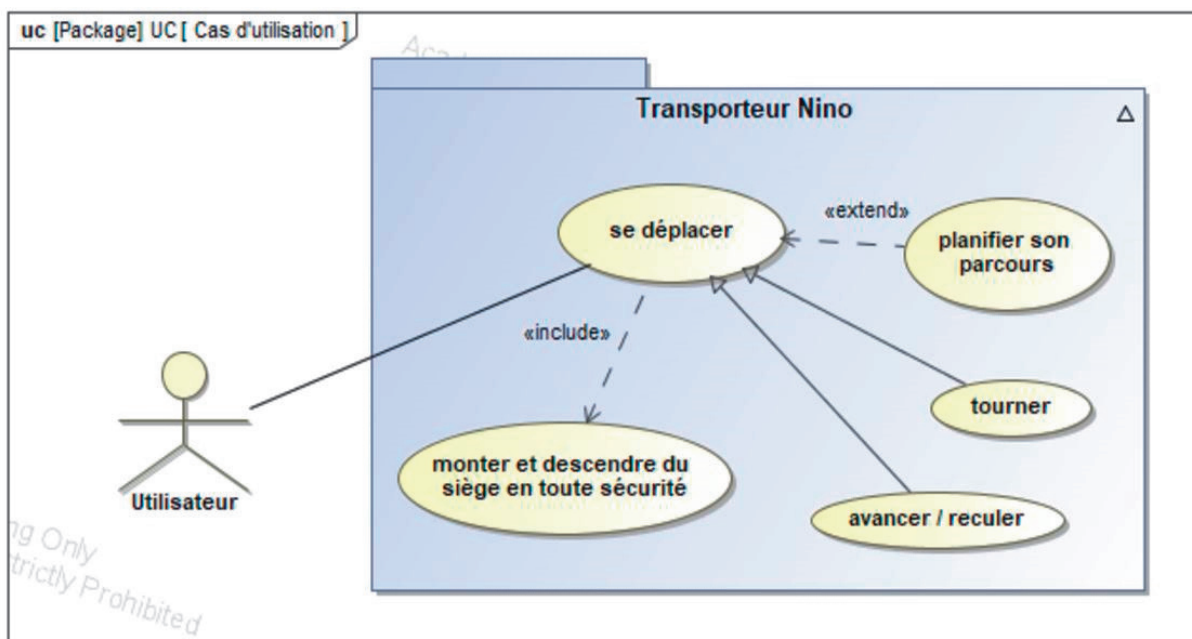 uc [Package] UC [ Cas d'utilisation ]
Transporteur Nino
se déplacer
«extend»
planifier son
parcours
«include»
tourner
monter et descendre du
siège en toute sécurité
avancer / reculer
Utilisateur
Only
Prohibited